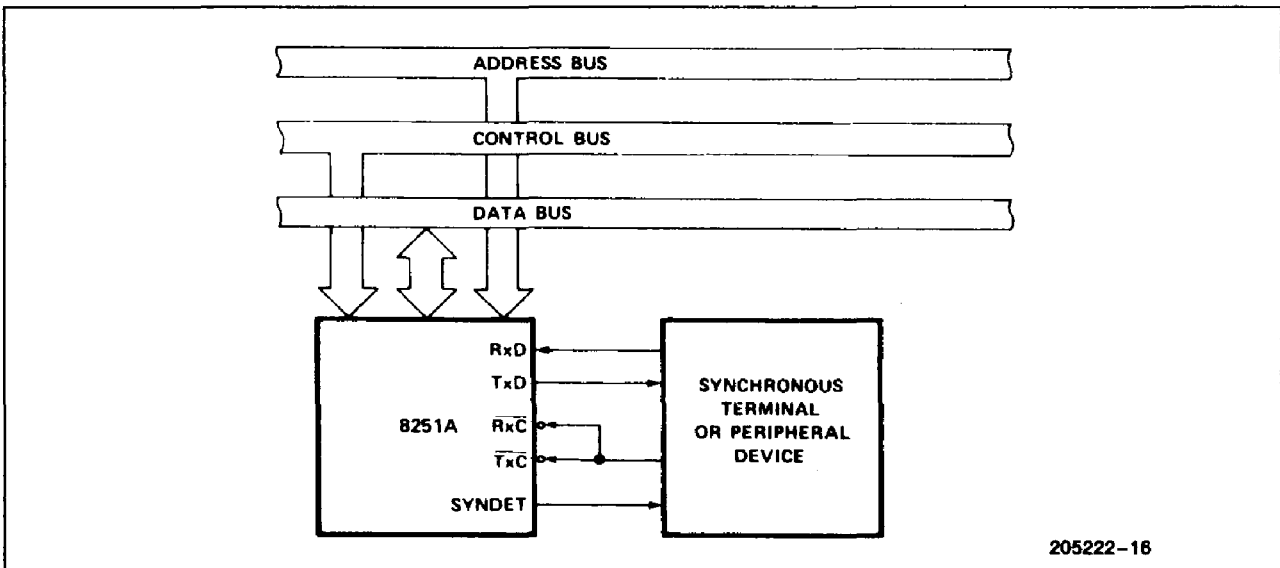 ADDRESS BUS
CONTROL BUS
DATA BUS
RxD
TxD
8251A
RxC
TxC
SYNDET
SYNCHRONOUS
TERMINAL
OR PERIPHERAL
DEVICE
205222-16